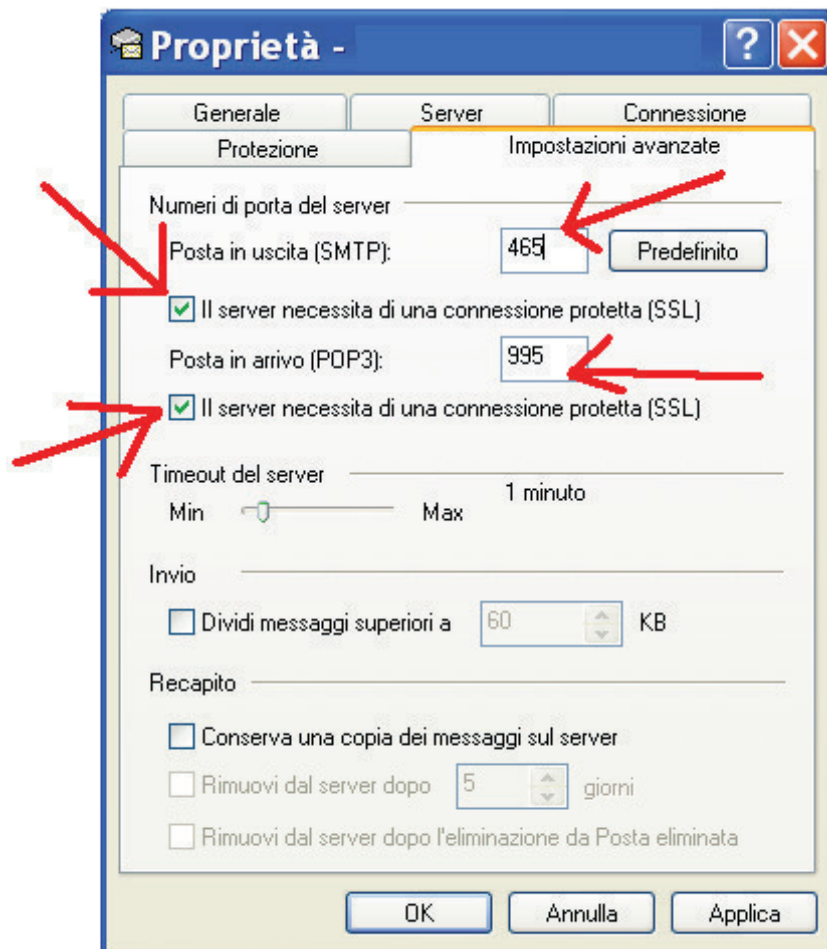 Proprietà -
Generale Server Connessione
Protezione Impostazioni avanzate
Numeri di porta del server
Posta in uscita (SMTP): 465 Predefinito
Il server necessita di una connessione protetta (SSL)
Posta in arrivo (POP3): 995
Il server necessita di una connessione protetta (SSL)
Timeout del server
Min Max 1 minuto
Invio
Dividi messaggi superiori a 60 KB
Recapito
Conserva una copia dei messaggi sul server
Rimuovi dal server dopo 5 giorni
Rimuovi dal server dopo l'eliminazione da Posta eliminata
OK Annulla Applica